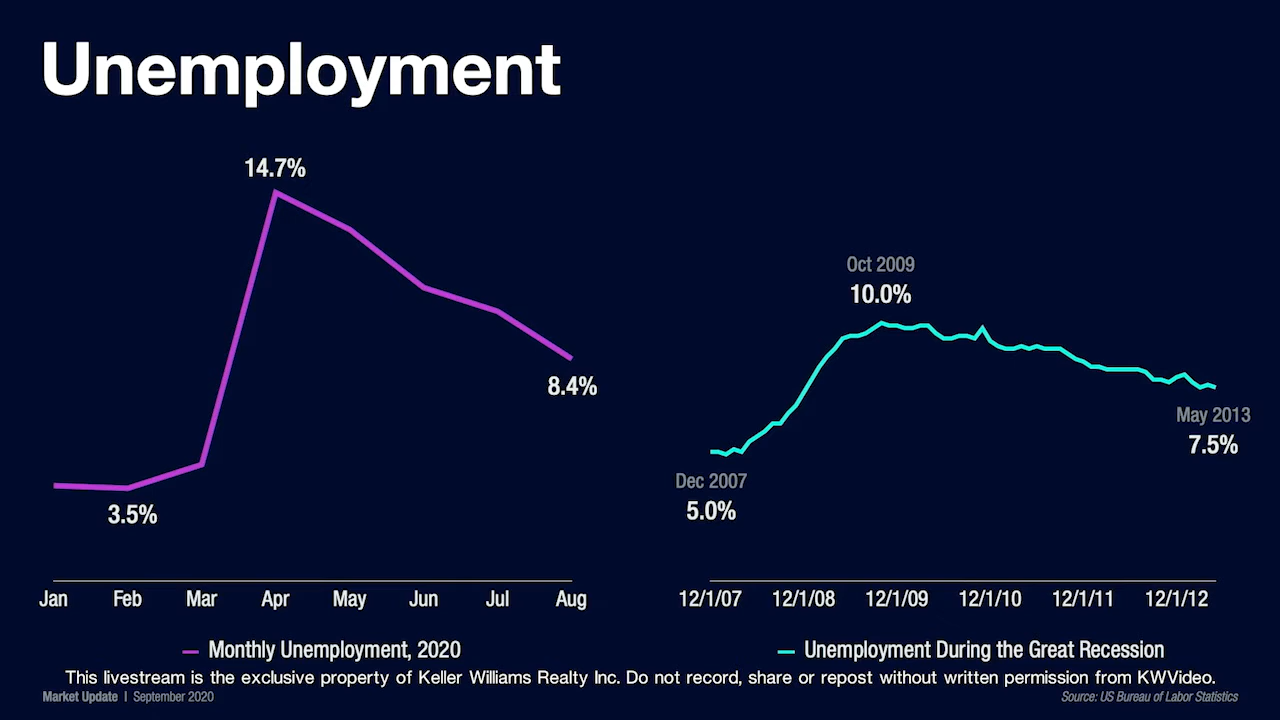 Unemployment
14.7%
8.4%
3.5%
Jan Feb Mar Apr May Jun Jul Aug
Monthly Unemployment, 2020
Oct 2009
10.0%
May 2013
7.5%
Dec 2007
5.0%
12/1/07 12/1/08 12/1/09 12/1/10 12/1/11 12/1/12
Unemployment During the Great Recession
This livestream is the exclusive property of Keller Williams Realty Inc. Do not record, share or repost without written permission from KWVideo.
Market Update | September 2020
Source: US Bureau of Labor Statistics